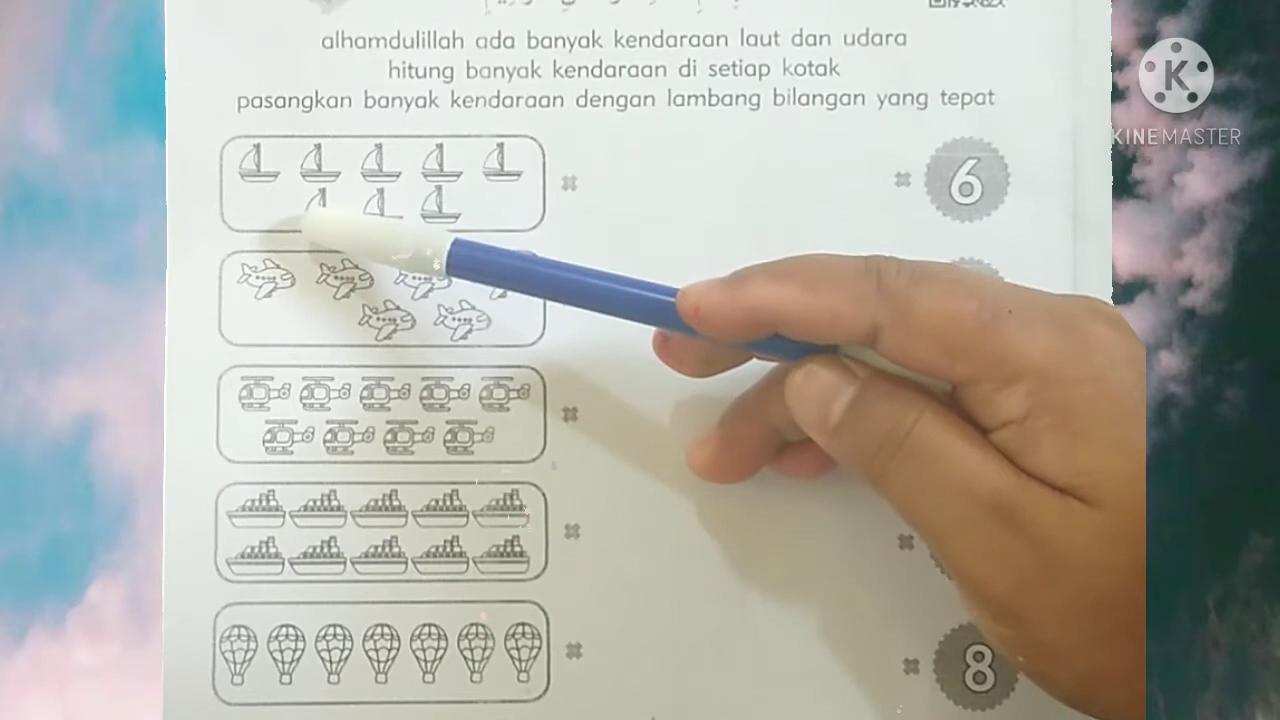 alhamdulillah ada banyak kendaraan laut dan udara
hitung banyak kendaraan di setiap kotak
pasangkan banyak kendaraan dengan lambang bilangan yang tepat
6
8
K
KINEMASTER